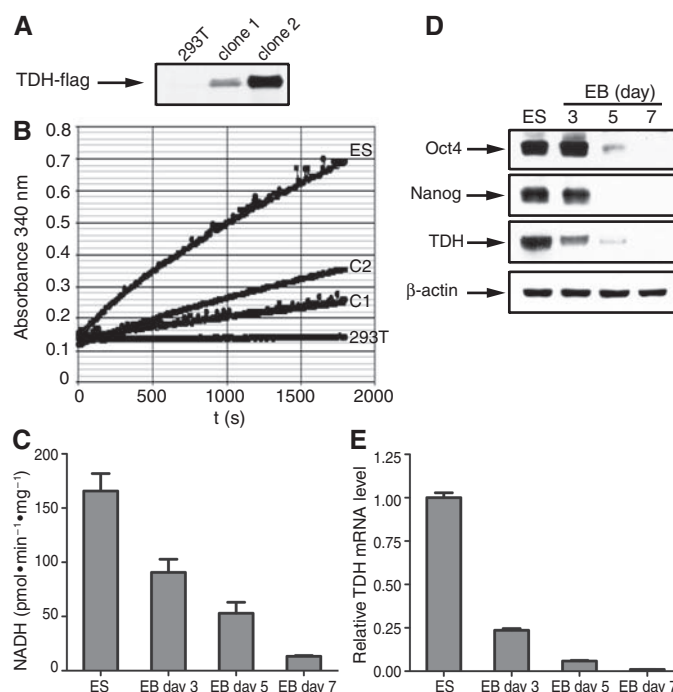 A
293T
clone 1
clone 2
TDH-flag
B
Absorbance 340 nm
0.8
0.7
0.6
0.5
0.4
0.3
0.2
0.1
0
ES
C2
C1
293T
0 500 1000 1500 2000
t (s)
C
NADH (pmol•min⁻¹•mg⁻¹)
200
150
100
50
0
ES EB day 3 EB day 5 EB day 7
D
EB (day)
ES 3 5 7
Oct4
Nanog
TDH
β-actin
E
Relative TDH mRNA level
1.25
1.00
0.75
0.50
0.25
0.00
ES EB day 3 EB day 5 EB day 7